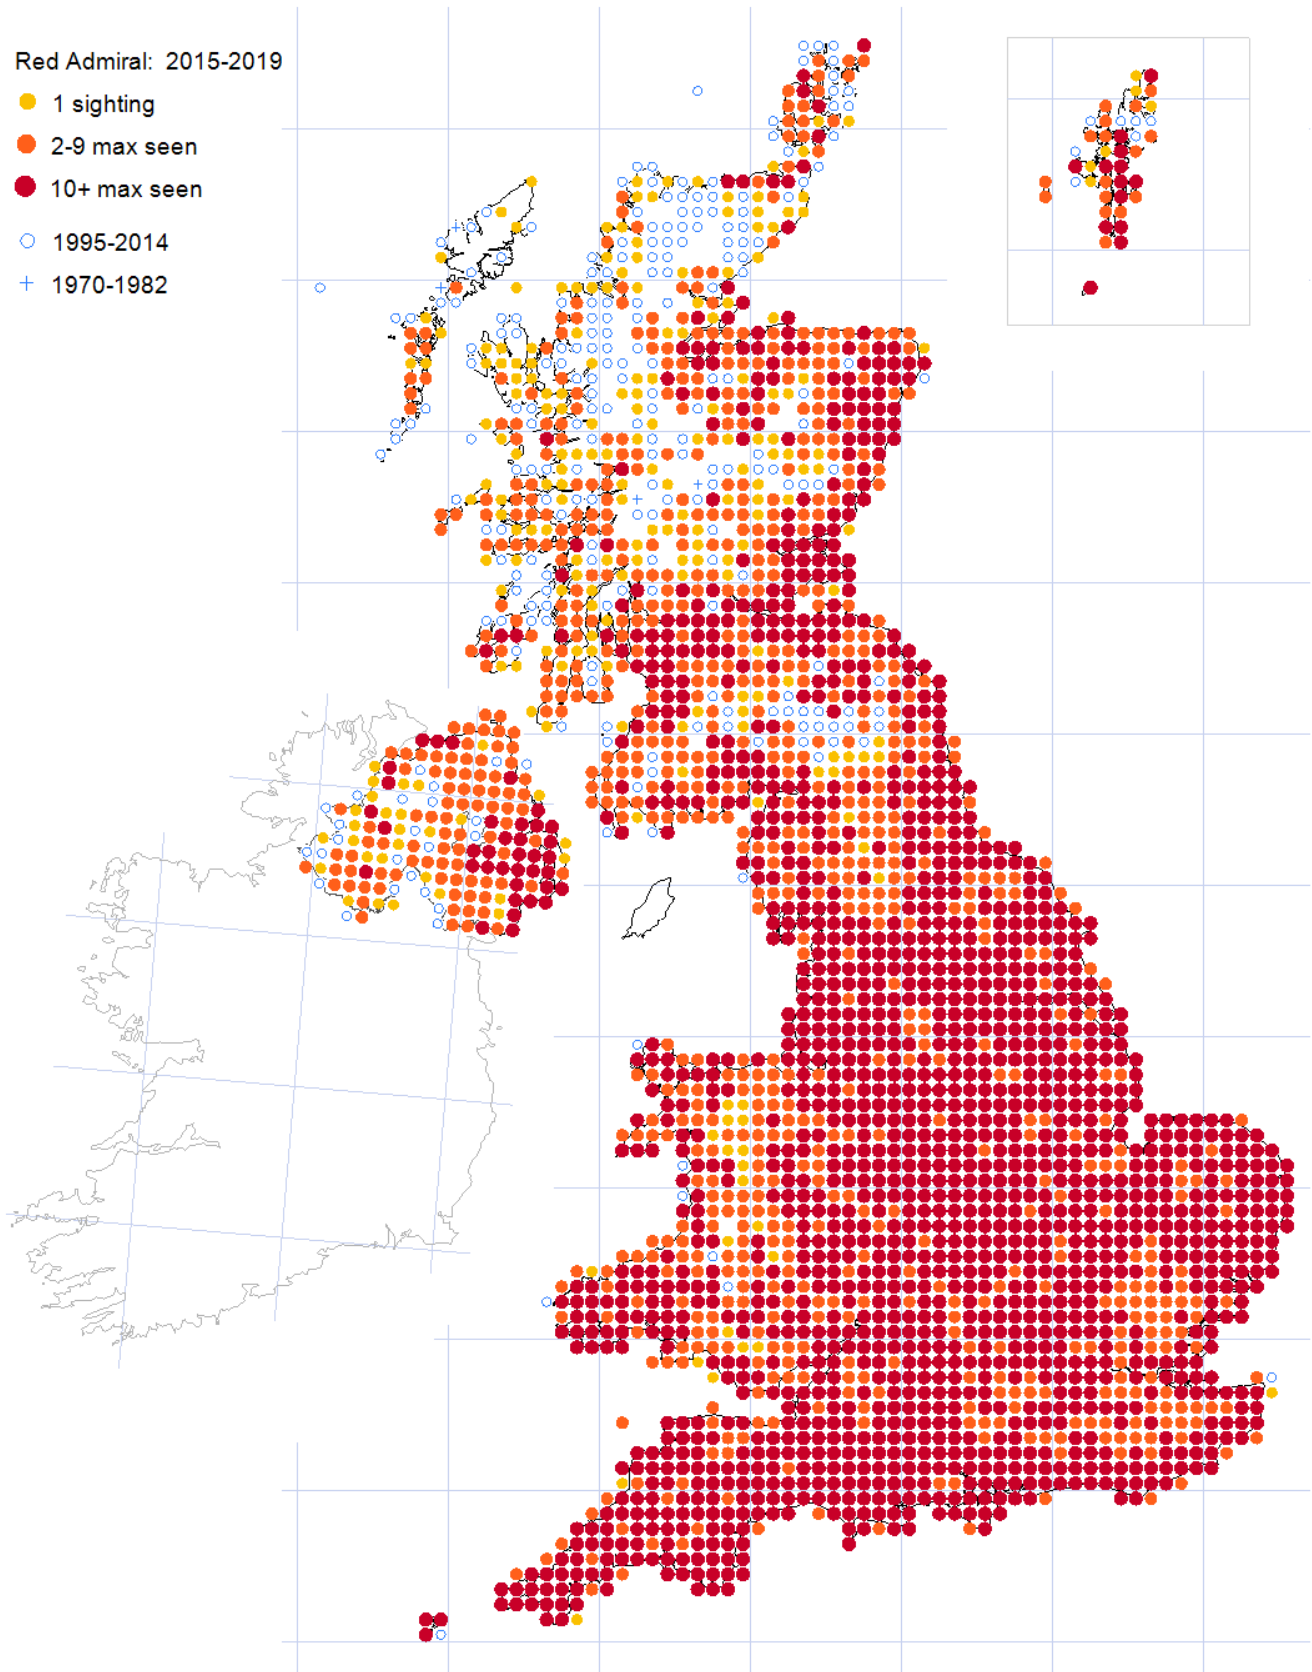 Red Admiral: 2015-2019
1 sighting
2-9 max seen
10+ max seen
1995-2014
1970-1982